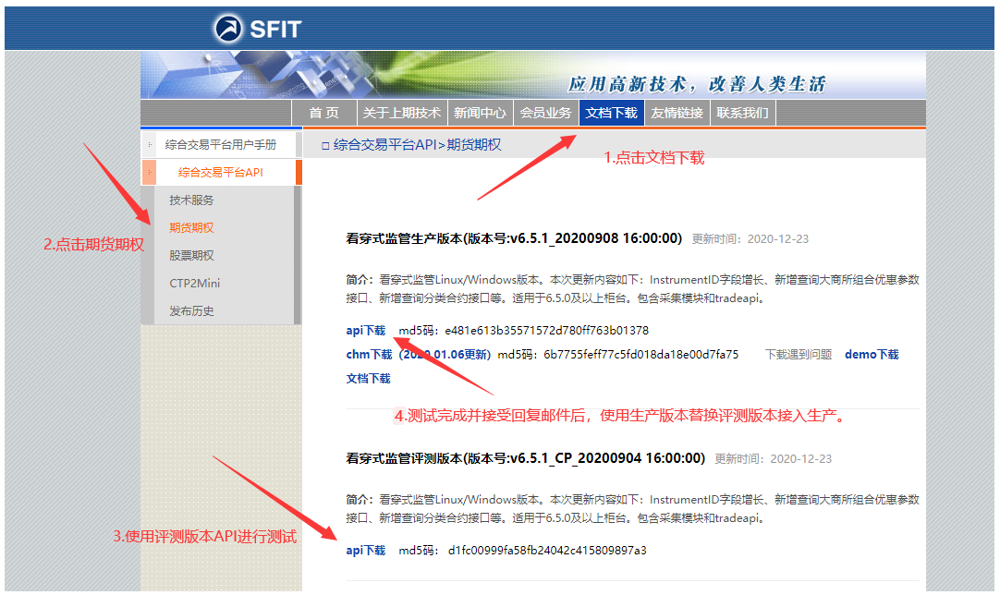 SFIT
应用高新技术，改善人类生活
首 页 关于上期技术 新闻中心 会员业务 文档下载 友情链接 联系我们
综合交易平台用户手册
综合交易平台API>期货期权
1.点击文档下载
综合交易平台API
技术服务
期货期权
2.点击期货期权
股票期权
CTP2Mini
发布历史
看穿式监管生产版本(版本号:v6.5.1_20200908 16:00:00) 更新时间：2020-12-23
简介：看穿式监管Linux/Windows版本。本次更新内容如下：InstrumentID字段增长、新增查询大商所组合优惠参数
接口、新增查询分类合约接口等。适用于6.5.0及以上柜台。包含采集模块和tradeapi。
api下载 md5码：e481e613b35571572d780ff763b01378
chm下载（2020.01.06更新）md5码：6b7755feff77c5fd018da18e00d7fa75 下载遇到问题 demo下载
文档下载
4.测试完成并接受回复邮件后，使用生产版本替换评测版本接入生产。
看穿式监管评测版本(版本号:v6.5.1_CP_20200904 16:00:00) 更新时间：2020-12-23
简介：看穿式监管Linux/Windows版本。本次更新内容如下：InstrumentID字段增长、新增查询大商所组合优惠参数
接口、新增查询分类合约接口等。适用于6.5.0及以上柜台。包含采集模块和tradeapi。
3.使用评测版本API进行测试
api下载 md5码： d1fc00999fa58fb24042c415809897a3